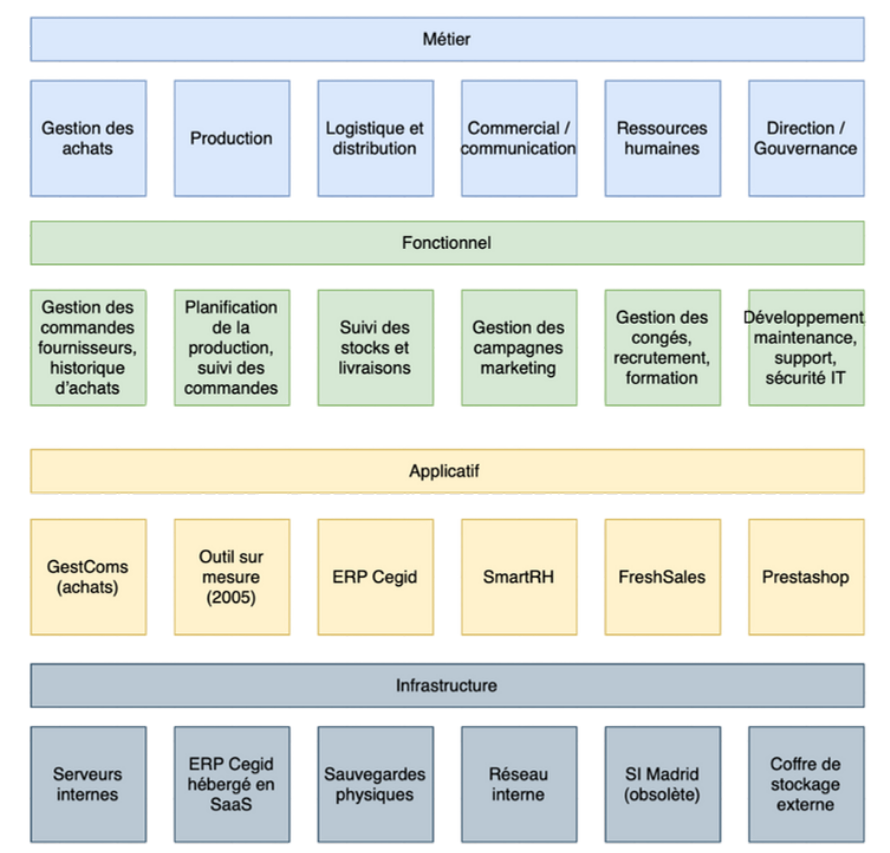 Métier
Gestion des
achats
Production
Logistique et
distribution
Commercial /
communication
Ressources
humaines
Direction /
Gouvernance
Fonctionnel
Gestion des
commandes
fournisseurs,
historique
d'achats
Planification
de la
production,
suivi des
commandes
Suivi des
stocks et
livraisons
Gestion des
campagnes
marketing
Gestion des
congés,
recrutement,
formation
Développement,
maintenance,
support,
sécurité IT
Applicatif
GestComs
(achats)
Outil sur
mesure
(2005)
ERP Cegid
SmartRH
FreshSales
Prestashop
Infrastructure
Serveurs
internes
ERP Cegid
hébergé en
SaaS
Sauvegardes
physiques
Réseau
interne
SI Madrid
(obsolète)
Coffre de
stockage
externe